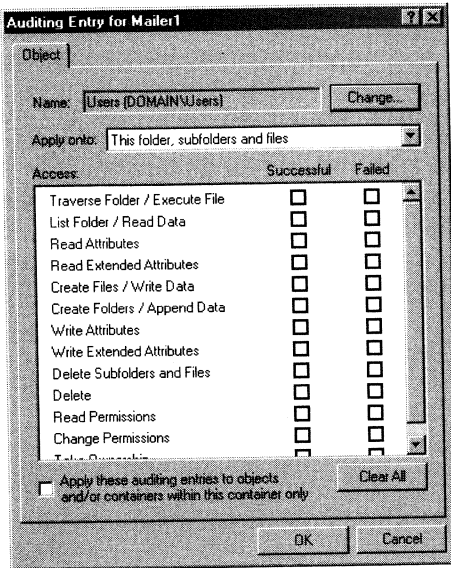 Auditing Entry for Mailer1
Object
Name: Users (DOMAIN\Users) Change...
Apply onto: This folder, subfolders and files
Access: Successful Failed
Traverse Folder / Execute File
List Folder / Read Data
Read Attributes
Read Extended Attributes
Create Files / Write Data
Create Folders / Append Data
Write Attributes
Write Extended Attributes
Delete Subfolders and Files
Delete
Read Permissions
Change Permissions
Take Ownership
Apply these auditing entries to objects
and/or containers within this container only
Clear All
OK Cancel